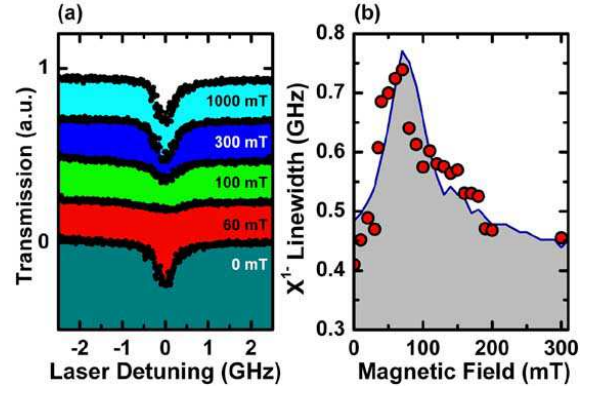 (a)
(b)
Transmission (a.u.)
1
0
1000 mT
300 mT
100 mT
60 mT
0 mT
-2 -1 0 1 2
Laser Detuning (GHz)
X1- Linewidth (GHz)
0.8
0.7
0.6
0.5
0.4
0.3
0 100 200 300
Magnetic Field (mT)